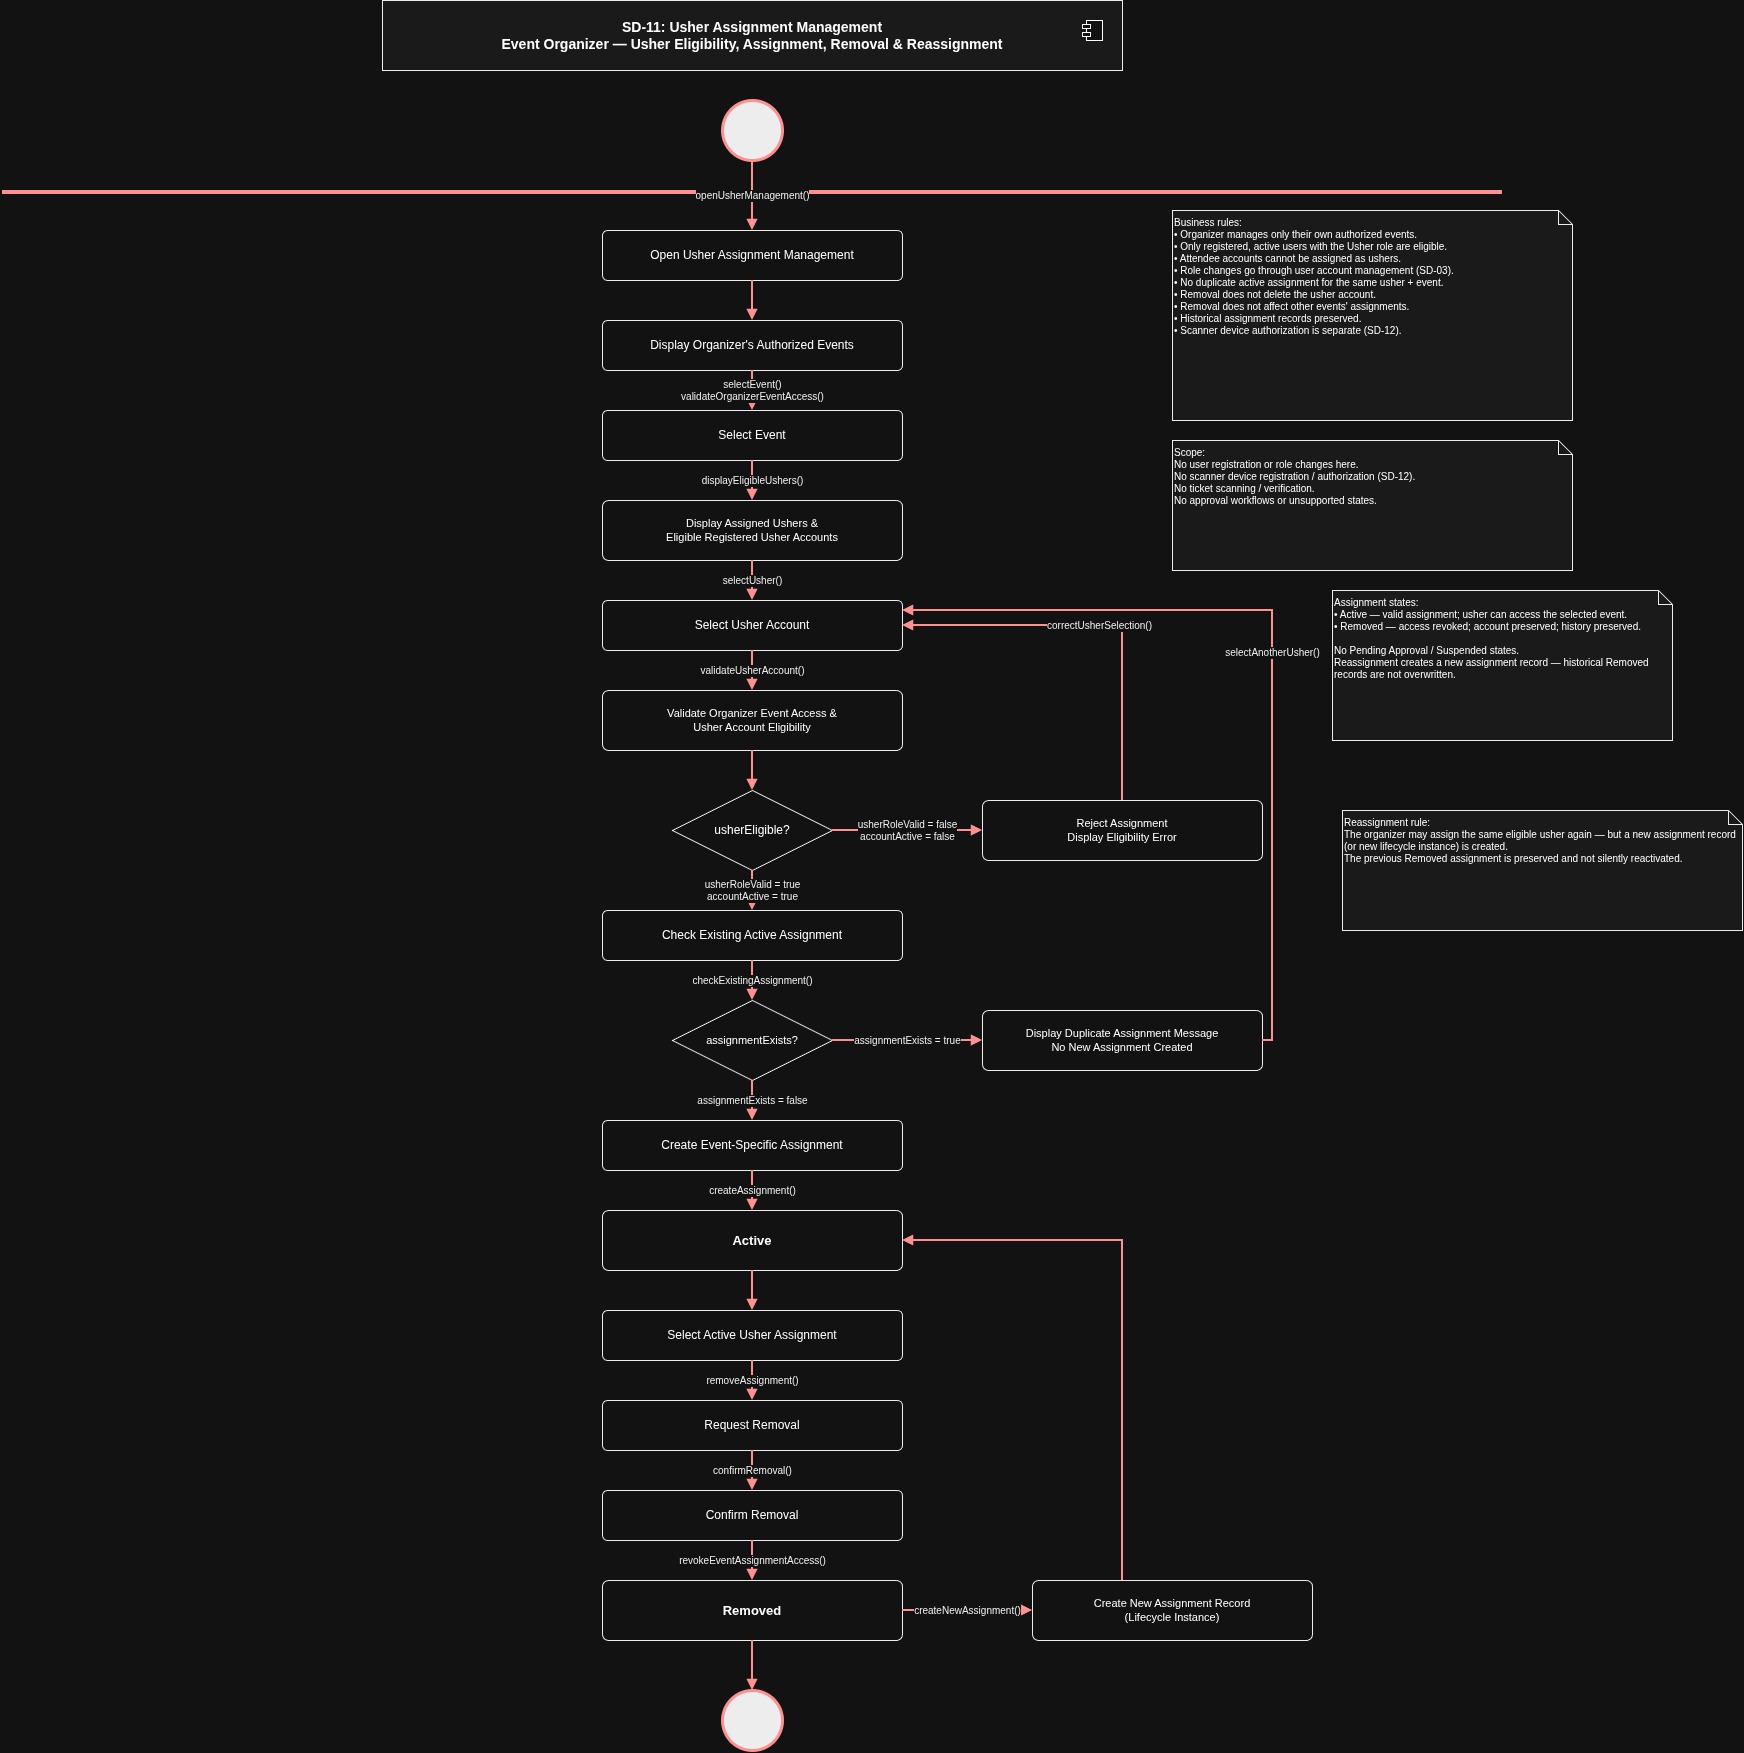 SD-11: Usher Assignment Management
Event Organizer — Usher Eligibility, Assignment, Removal & Reassignment
openUsherManagement()
Open Usher Assignment Management
Display Organizer's Authorized Events
selectEvent()
validateOrganizerEventAccess()
Select Event
displayEligibleUshers()
Display Assigned Ushers &
Eligible Registered Usher Accounts
selectUsher()
Select User Account
validateUsherAccount()
Validate Organizer Event Access &
Usher Account Eligibility
usherEligible?
usherRoleValid = false
accountActive = false
Reject Assignment
Display Eligibility Error
correctUsherSelection()
selectAnotherUsher()
usherRoleValid = true
accountActive = true
Check Existing Active Assignment
checkExistingAssignment()
assignmentExists?
assignmentExists = true
Display Duplicate Assignment Message
No New Assignment Created
assignmentExists = false
Create Event-Specific Assignment
createAssignment()
Active
Select Active Usher Assignment
removeAssignment()
Request Removal
confirmRemoval()
Confirm Removal
revokeEventAssignmentAccess()
Removed
createNewAssignment()
Create New Assignment Record
(Lifecycle Instance)
Business rules:
• Organizer manages only their own authorized events.
• Only registered, active users with the Usher role are eligible.
• Attendee accounts cannot be assigned as ushers.
• Role changes go through user account management (SD-03).
• No duplicate active assignment for the same usher + event.
• Removal does not delete the usher account.
• Removal does not affect other events' assignments.
• Historical assignment records preserved.
• Scanner device authorization is separate (SD-12).
Scope:
No user registration or role changes here.
No scanner device registration / authorization (SD-12).
No ticket scanning / verification.
No approval workflows or unsupported states.
Assignment states:
• Active — valid assignment; usher can access the selected event.
• Removed — access revoked; account preserved; history preserved.
No Pending Approval / Suspended states.
Reassignment creates a new assignment record — historical Removed
records are not overwritten.
Reassignment rule:
The organizer may assign the same eligible usher again — but a new assignment record
(or new lifecycle instance) is created.
The previous Removed assignment is preserved and not silently reactivated.